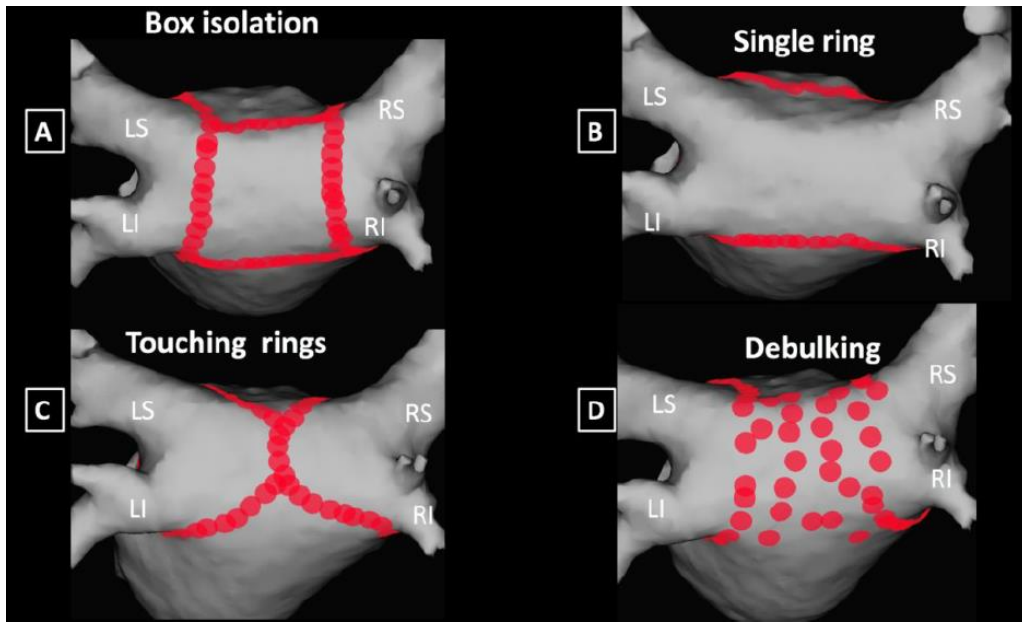 Box isolation
A
LS
RS
LI
RI
Single ring
B
LS
RS
LI
RI
Touching rings
C
LS
RS
LI
RI
Debulking
D
LS
RS
LI
RI